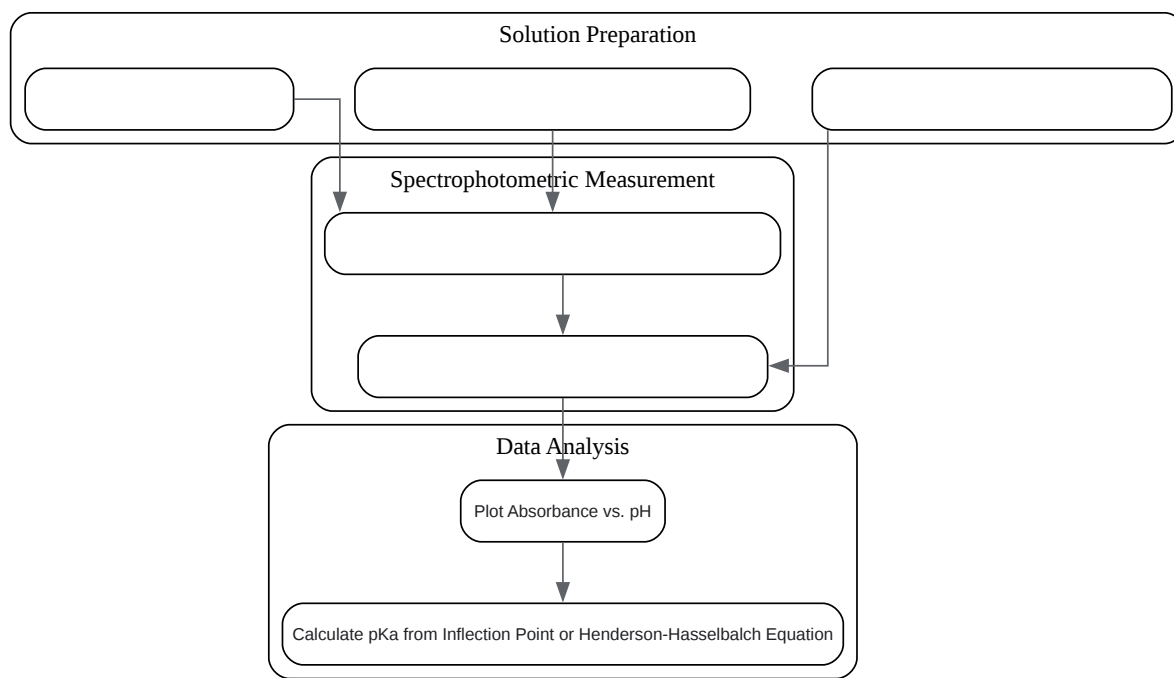 Solution Preparation
Spectrophotometric Measurement
Data Analysis
Plot Absorbance vs. pH
Calculate pKa from Inflection Point or Henderson-Hasselbalch Equation